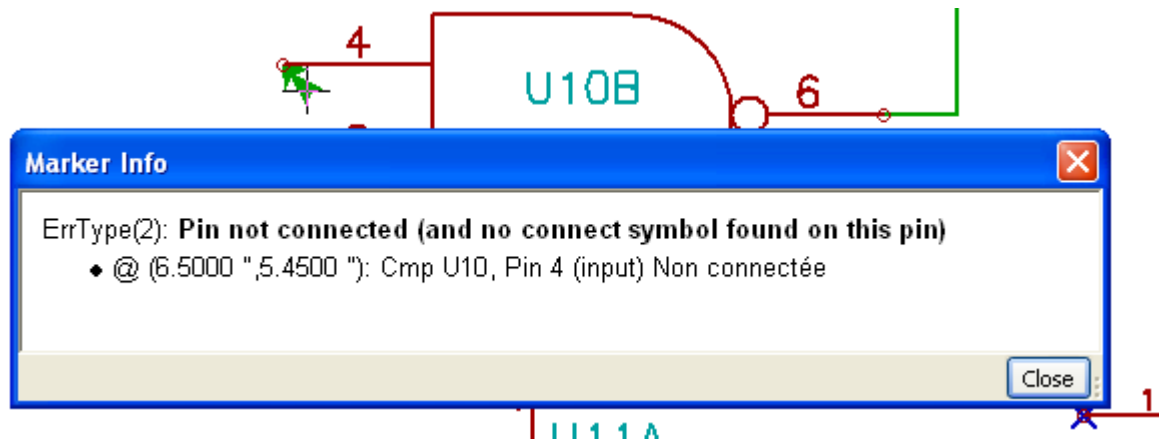 4
U10B
6
Marker Info
ErrType(2): Pin not connected (and no connect symbol found on this pin)
• @ (6.5000 ",5.4500 "): Cmp U10, Pin 4 (input) Non connectée
Close
1
U11A